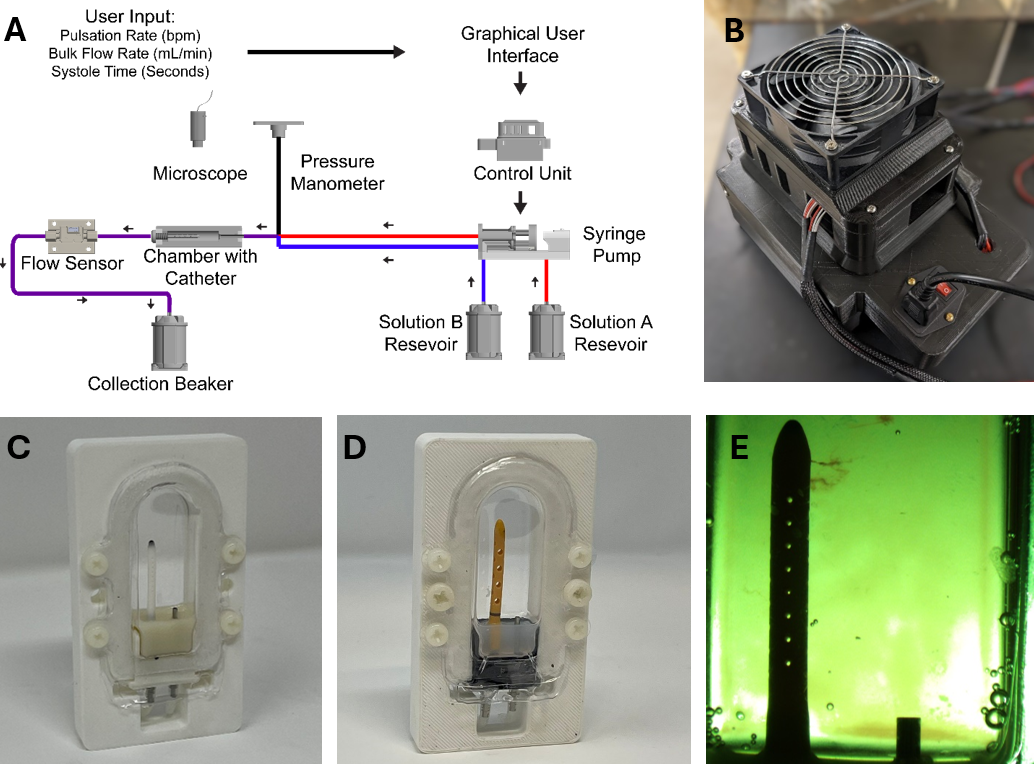 A
User Input:
Pulsation Rate (bpm)
Bulk Flow Rate (mL/min)
Systole Time (Seconds)
Graphical User
Interface
B
Microscope
Pressure
Manometer
Control Unit
Flow Sensor
Chamber with
Catheter
Syringe
Pump
Solution B
Resevoir
Solution A
Resevoir
Collection Beaker
C
D
E